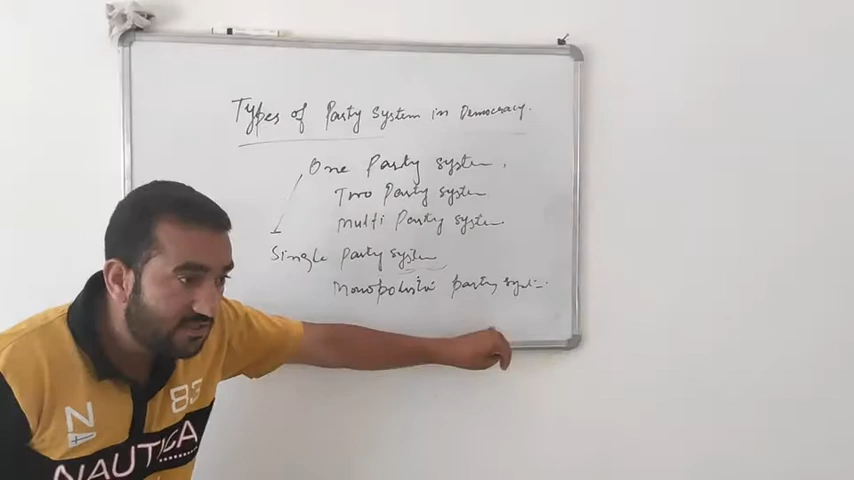 Types of Party System in Democracy.
One Party system.
Two Party system
Multi Party system
Single Party system
Party system
83
NAUTICA